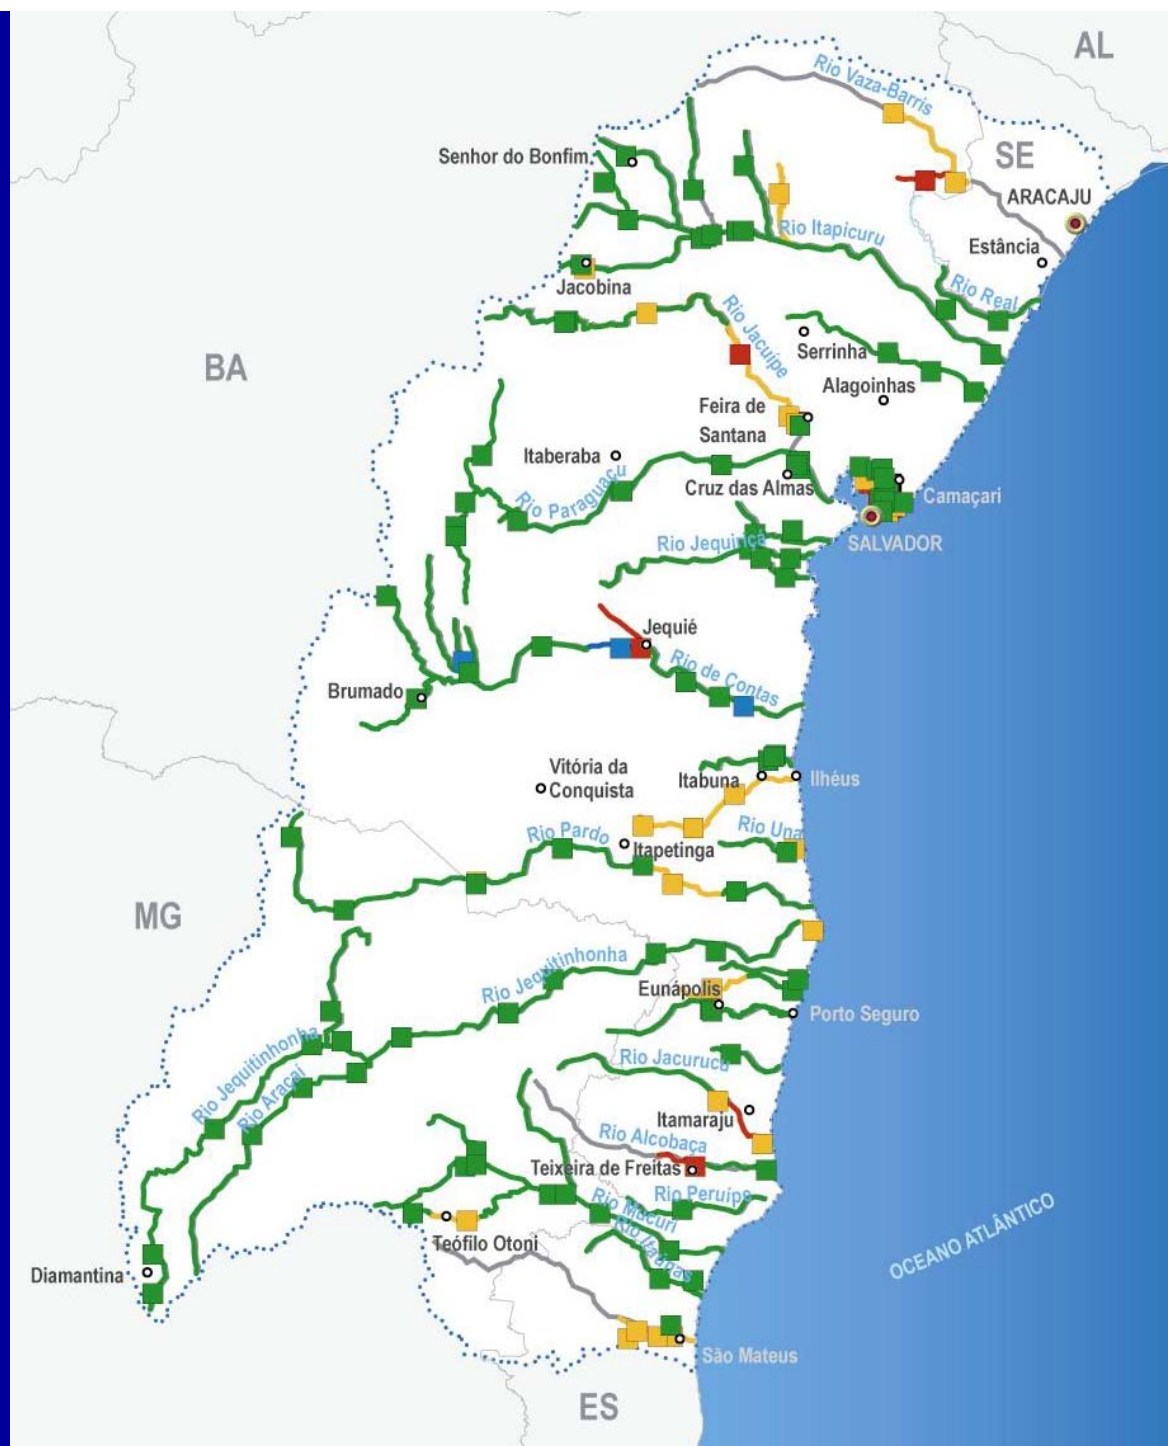 AL
Rio Vaza-Barris
Senhor do Bonfim
SE
ARACAJU
Rio Itapicuru
Estância
Jacobina
Rio Real
Rio Jacuípe
Serrinha
BA
Alagoinhas
Feira de
Santana
Itaberaba
Rio Paraguaçu
Cruz das Almas
Camaçari
SALVADOR
Rio Jequiriçá
Jequié
Rio de Contas
Brumado
Vitória da
Conquista
Itabuna
Ilhéus
Rio Pardo
Rio Una
Itapetinga
MG
Rio Jequitinhonha
Eunápolis
Porto Seguro
Rio Jequitinhonha
Rio Araçaí
Rio Jacurucu
Itamaraju
Rio Alcobaça
Teixeira de Freitas
Rio Peruípe
Rio Mucuri
Rio Itaúnas
Teófilo Otoni
OCEANO ATLÂNTICO
Diamantina
São Mateus
ES